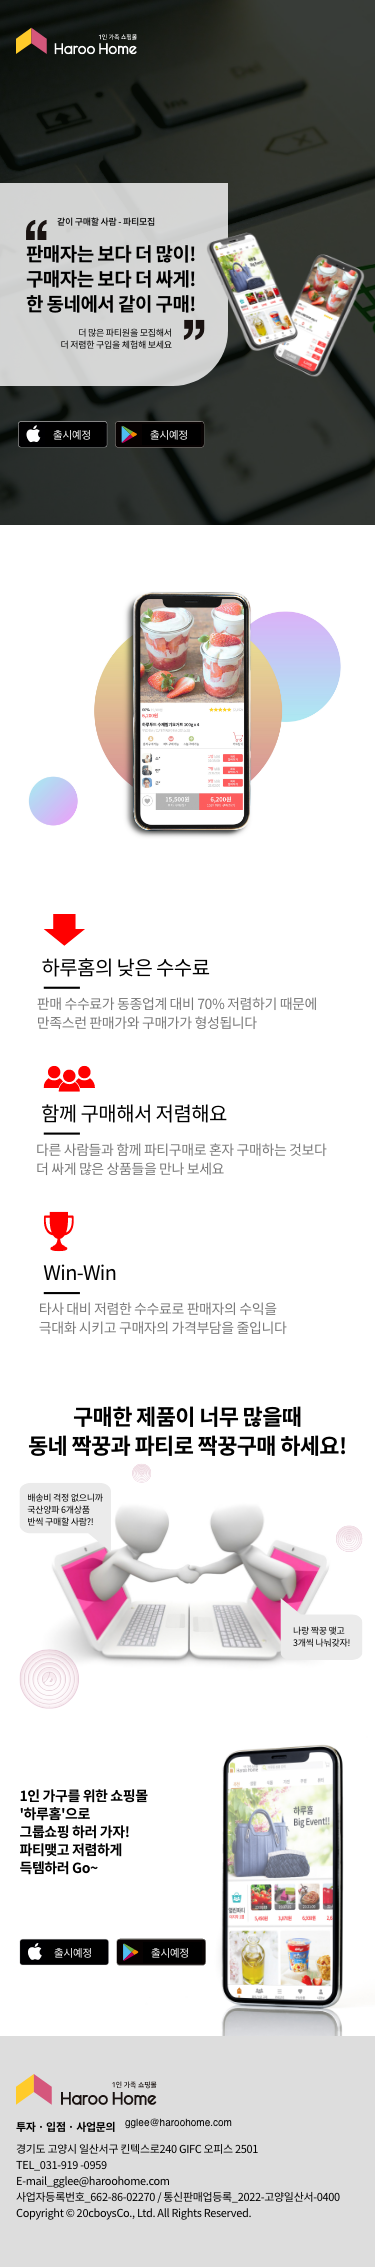 1인 가족 쇼핑몰
Haroo Home
같이 구매할 사람 - 파티모집
“
판매자는 보다 더 많이!
구매자는 보다 더 싸게!
한 동네에서 같이 구매!
더 많은 파티원을 모집해서
더 저렴한 구입을 체험해 보세요
”
출시예정
출시예정
15,500원
6,200원
하루홈의 낮은 수수료
판매 수수료가 동종업계 대비 70% 저렴하기 때문에
만족스런 판매가와 구매가가 형성됩니다
함께 구매해서 저렴해요
다른 사람들과 함께 파티구매로 혼자 구매하는 것보다
더 싸게 많은 상품들을 만나 보세요
Win-Win
타사 대비 저렴한 수수료로 판매자의 수익을
극대화 시키고 구매자의 가격부담을 줄입니다
구매한 제품이 너무 많을때
동네 짝꿍과 파티로 짝꿍구매 하세요!
배송비 걱정 없으니까
국산양파 6개상품
반씩 구매할 사람?!
나랑 짝꿍 맺고
3개씩 나눠갖자!
1인 가구를 위한 쇼핑몰
'하루홈'으로
그룹쇼핑 하러 가자!
파티맺고 저렴하게
득템하러 Go~
출시예정
출시예정
Haroo Home
하루홈
Big Event!!
1인 가족 쇼핑몰
Haroo Home
투자 · 입점 · 사업문의 gglee@haroohome.com
경기도 고양시 일산서구 킨텍스로240 GIFC 오피스 2501
TEL_031-919 -0959
E-mail_gglee@haroohome.com
사업자등록번호_662-86-02270 / 통신판매업등록_2022-고양일산서-0400
Copyright © 20cboysCo., Ltd. All Rights Reserved.